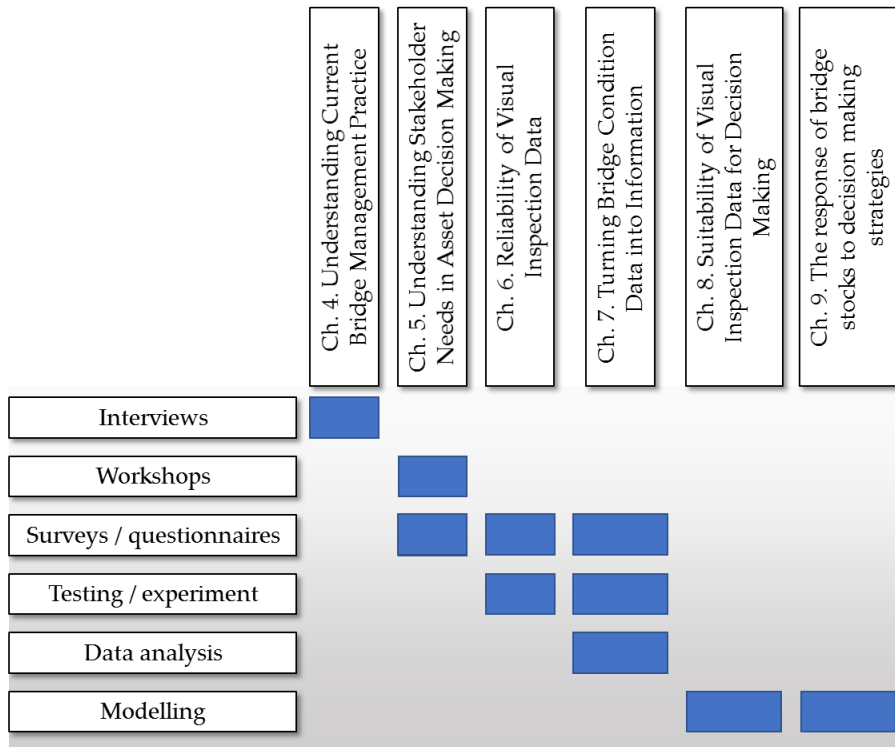 Ch. 4. Understanding Current
Bridge Management Practice
Ch. 5. Understanding Stakeholder
Needs in Asset Decision Making
Ch. 6. Reliability of Visual
Inspection Data
Ch. 7. Turning Bridge Condition
Data into Information
Ch. 8. Suitability of Visual
Inspection Data for Decision
Making
Ch. 9. The response of bridge
stocks to decision making
strategies
Interviews
Workshops
Surveys / questionnaires
Testing / experiment
Data analysis
Modelling